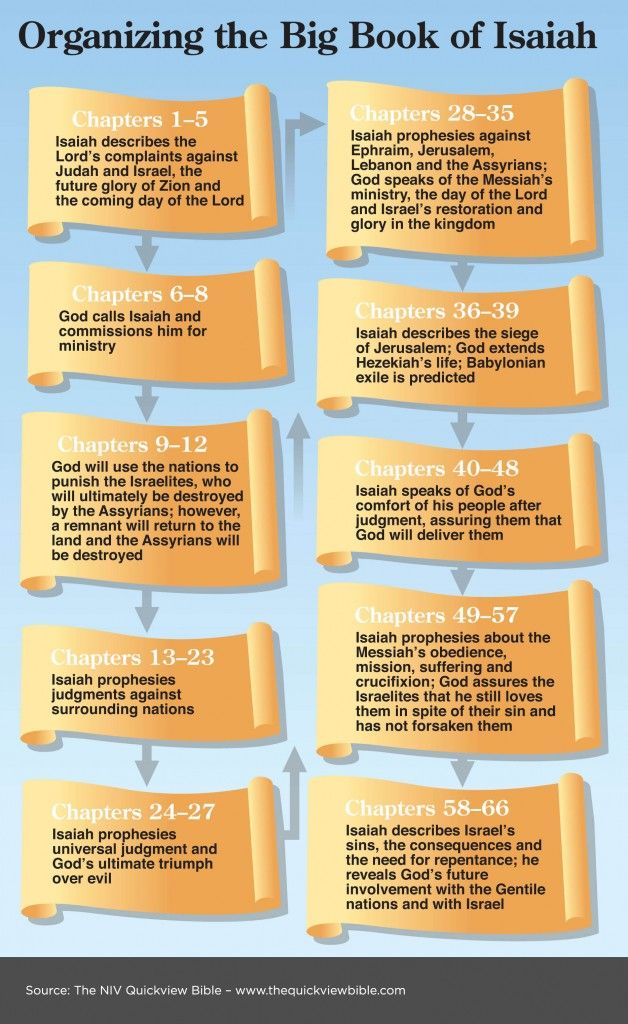 Organizing the Big Book of Isaiah
Chapters 1–5
Isaiah describes the
Lord’s complaints against
Judah and Israel, the
future glory of Zion and
the coming day of the Lord
Chapters 6–8
God calls Isaiah and
commissions him for
ministry
Chapters 9–12
God will use the nations to
punish the Israelites, who
will ultimately be destroyed
by the Assyrians; however,
a remnant will return to the
land and the Assyrians will
be destroyed
Chapters 13–23
Isaiah prophesies
judgments against
surrounding nations
Chapters 24–27
Isaiah prophesies
universal judgment and
God’s ultimate triumph
over evil
Chapters 28–35
Isaiah prophesies against
Ephraim, Jerusalem,
Lebanon and the Assyrians;
God speaks of the Messiah’s
ministry, the day of the Lord
and Israel’s restoration and
glory in the kingdom
Chapters 36–39
Isaiah describes the siege
of Jerusalem; God extends
Hezekiah’s life; Babylonian
exile is predicted
Chapters 40–48
Isaiah speaks of God’s
comfort of his people after
judgment, assuring them that
God will deliver them
Chapters 49–57
Isaiah prophesies about the
Messiah’s obedience,
mission, suffering and
crucifixion; God assures the
Israelites that he still loves
them in spite of their sin and
has not forsaken them
Chapters 58–66
Isaiah describes Israel’s
sins, the consequences and
the need for repentance; he
reveals God’s future
involvement with the Gentile
nations and with Israel
Source: The NIV Quickview Bible – www.thequickviewbible.com